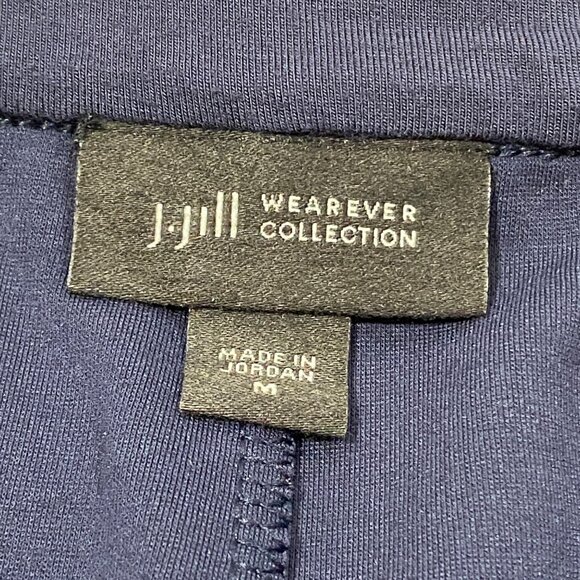 J.Jill WEAREVER
COLLECTION
MADE IN
JORDAN
M